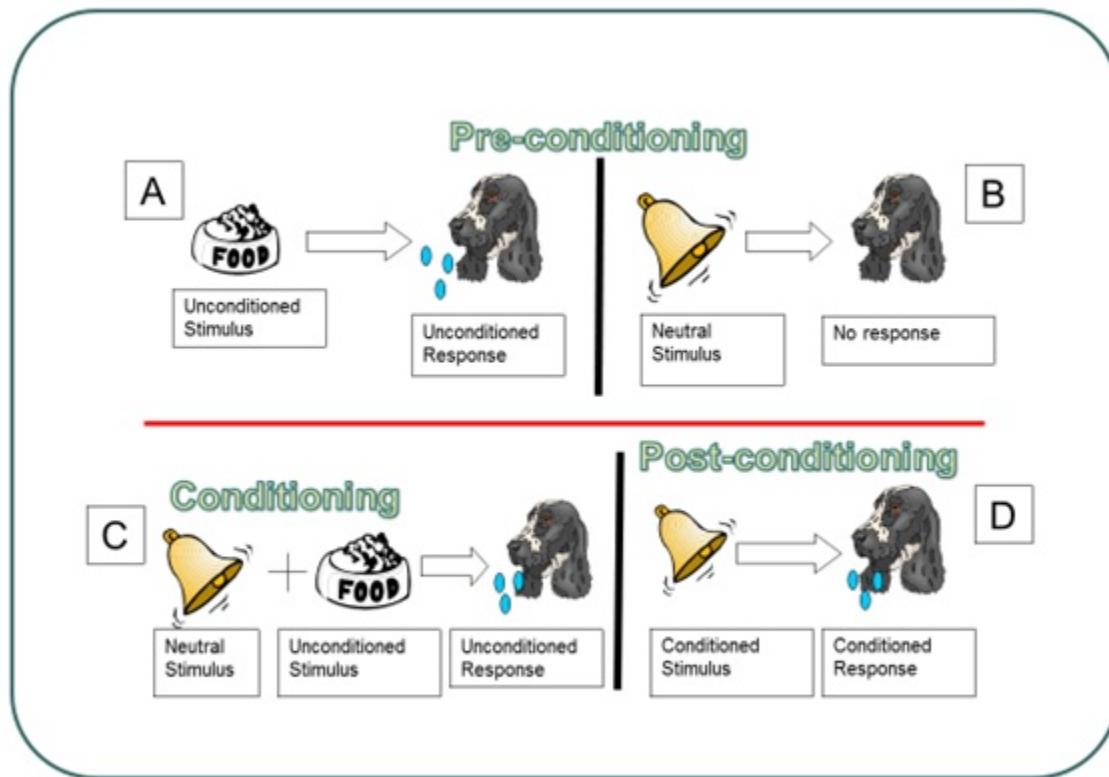 Pre-conditioning
A
B
FOOD
Unconditioned
Stimulus
Unconditioned
Response
Neutral
Stimulus
No response
Conditioning
Post-conditioning
C
D
FOOD
Neutral
Stimulus
Unconditioned
Stimulus
Unconditioned
Response
Conditioned
Stimulus
Conditioned
Response